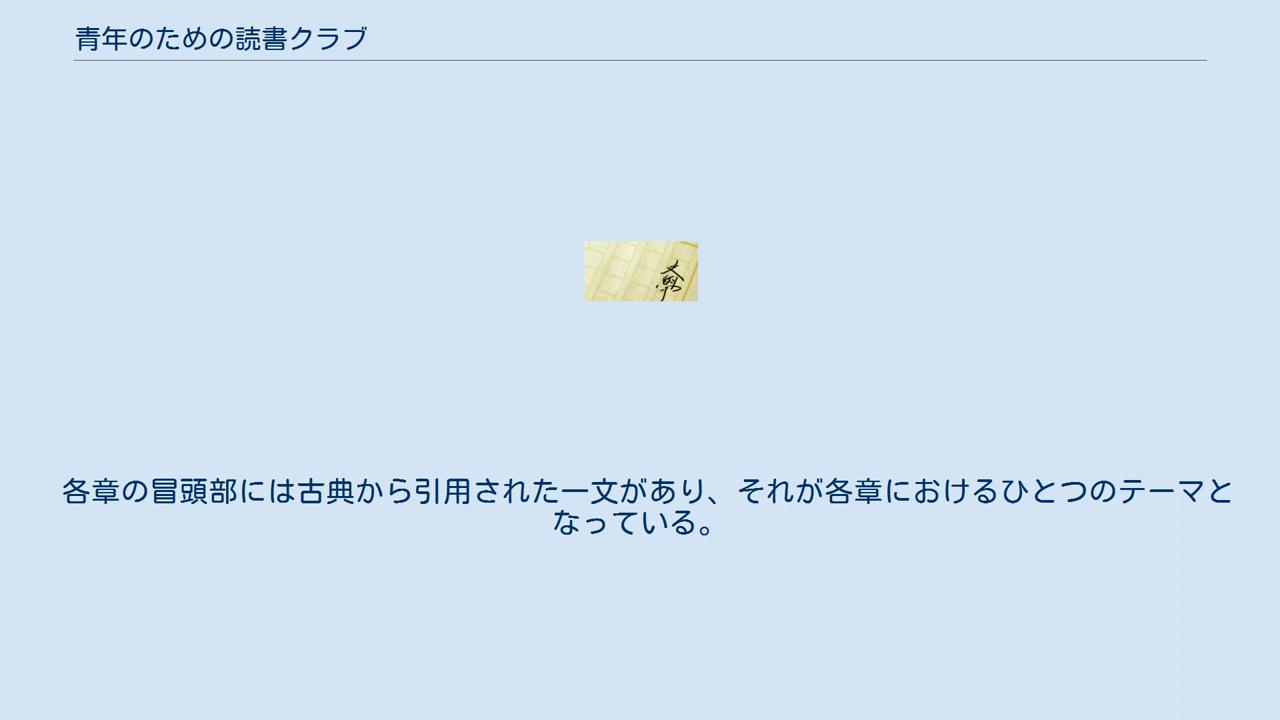 青年のための読書クラブ
各章の冒頭部には古典から引用された一文があり、それが各章におけるひとつのテーマと
なっている。